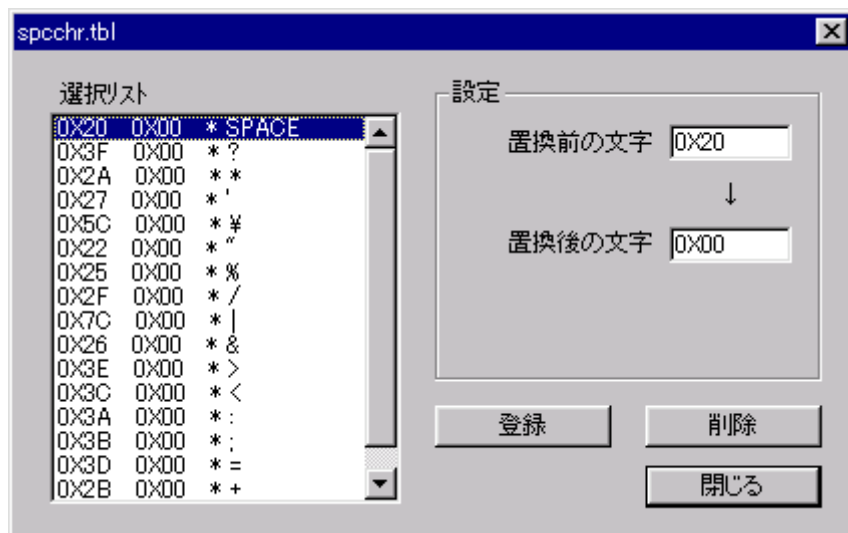 spcchr.tbl
選択リスト
0X20 0X00 * SPACE
0X3F 0X00 * ?
0X2A 0X00 * *
0X27 0X00 * '
0X5C 0X00 * ¥
0X22 0X00 * ″
0X25 0X00 * %
0X2F 0X00 * /
0X7C 0X00 * |
0X26 0X00 * &
0X3E 0X00 * >
0X3C 0X00 * <
0X3A 0X00 * :
0X3B 0X00 * ;
0X3D 0X00 * =
0X2B 0X00 * +
設定
置換前の文字 0X20
↓
置換後の文字 0X00
登録
削除
閉じる